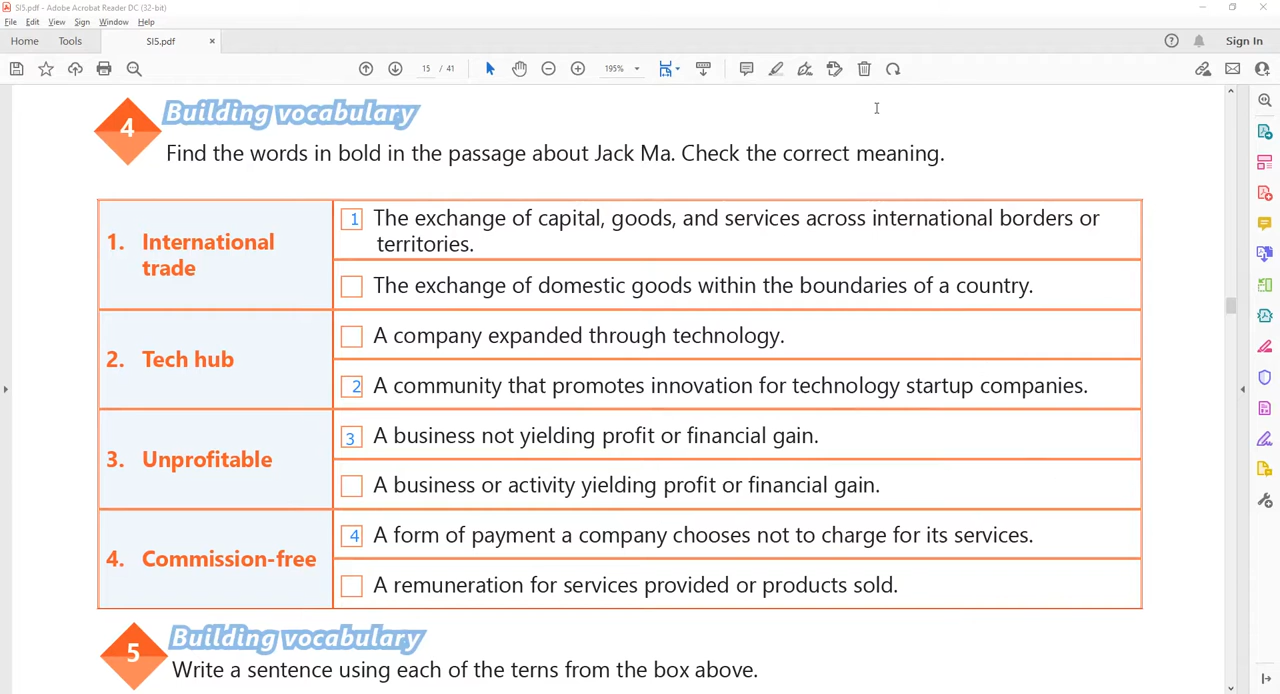 SI5.pdf - Adobe Acrobat Reader DC (32-bit)
File Edit View Sign Window Help
Home Tools SI5.pdf × Sign In
15 / 41 195%
4 Building vocabulary
Find the words in bold in the passage about Jack Ma. Check the correct meaning.
1. International
trade
1 The exchange of capital, goods, and services across international borders or
territories.
The exchange of domestic goods within the boundaries of a country.
2. Tech hub
A company expanded through technology.
2 A community that promotes innovation for technology startup companies.
3. Unprofitable
3 A business not yielding profit or financial gain.
A business or activity yielding profit or financial gain.
4. Commission-free
4 A form of payment a company chooses not to charge for its services.
A remuneration for services provided or products sold.
5 Building vocabulary
Write a sentence using each of the terns from the box above.